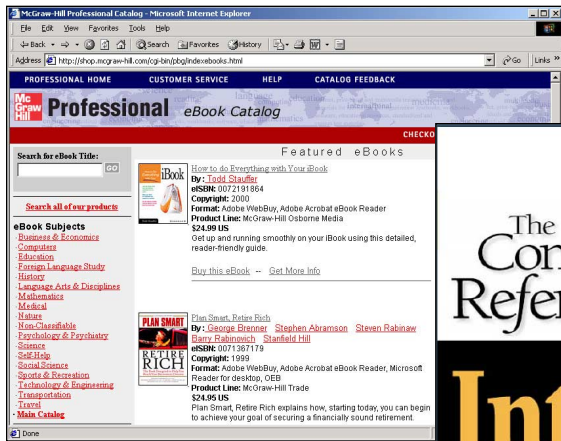 McGraw-Hill Professional Catalog - Microsoft Internet Explorer
File Edit View Favorites Tools Help
Back Search Favorites History
Address http://shop.mcgraw-hill.com/cgi-bin/pbg/indexebooks.html Go Links »
PROFESSIONAL HOME CUSTOMER SERVICE HELP CATALOG FEEDBACK
Mc
Graw
Hill
Professional eBook Catalog
CHECKO
Search for eBook Title:
GO
Search all of our products
eBook Subjects
Business & Economics
Computers
Education
Foreign Language Study
History
Language Arts & Disciplines
Mathematics
Medical
Nature
Non-Classifiable
Psychology & Psychiatry
Science
Self-Help
Social Science
Sports & Recreation
Technology & Engineering
Transportation
Travel
Main Catalog
Featured eBooks
iBook
How to do Everything with Your iBook
By: Todd Stauffer
eISBN: 0072191864
Copyright: 2000
Format: Adobe WebBuy, Adobe Acrobat eBook Reader
Product Line: McGraw-Hill Osborne Media
$24.99 US
Get up and running smoothly on your iBook using this detailed,
reader-friendly guide.
Buy this eBook -- Get More Info
PLAN SMART
RETIRE
RICH
Plan Smart, Retire Rich
By: George Brenner Stephen Abramson Steven Rabinaw
Barry Rabinovich Stanfield Hill
eISBN: 0071367179
Copyright: 1999
Format: Adobe WebBuy, Adobe Acrobat eBook Reader, Microsoft
Reader for desktop, OEB
Product Line: McGraw-Hill Trade
$24.95 US
Plan Smart, Retire Rich explains how, starting today, you can begin
to achieve your goal of securing a financially sound retirement.
Done
The
Con
Refer
Int